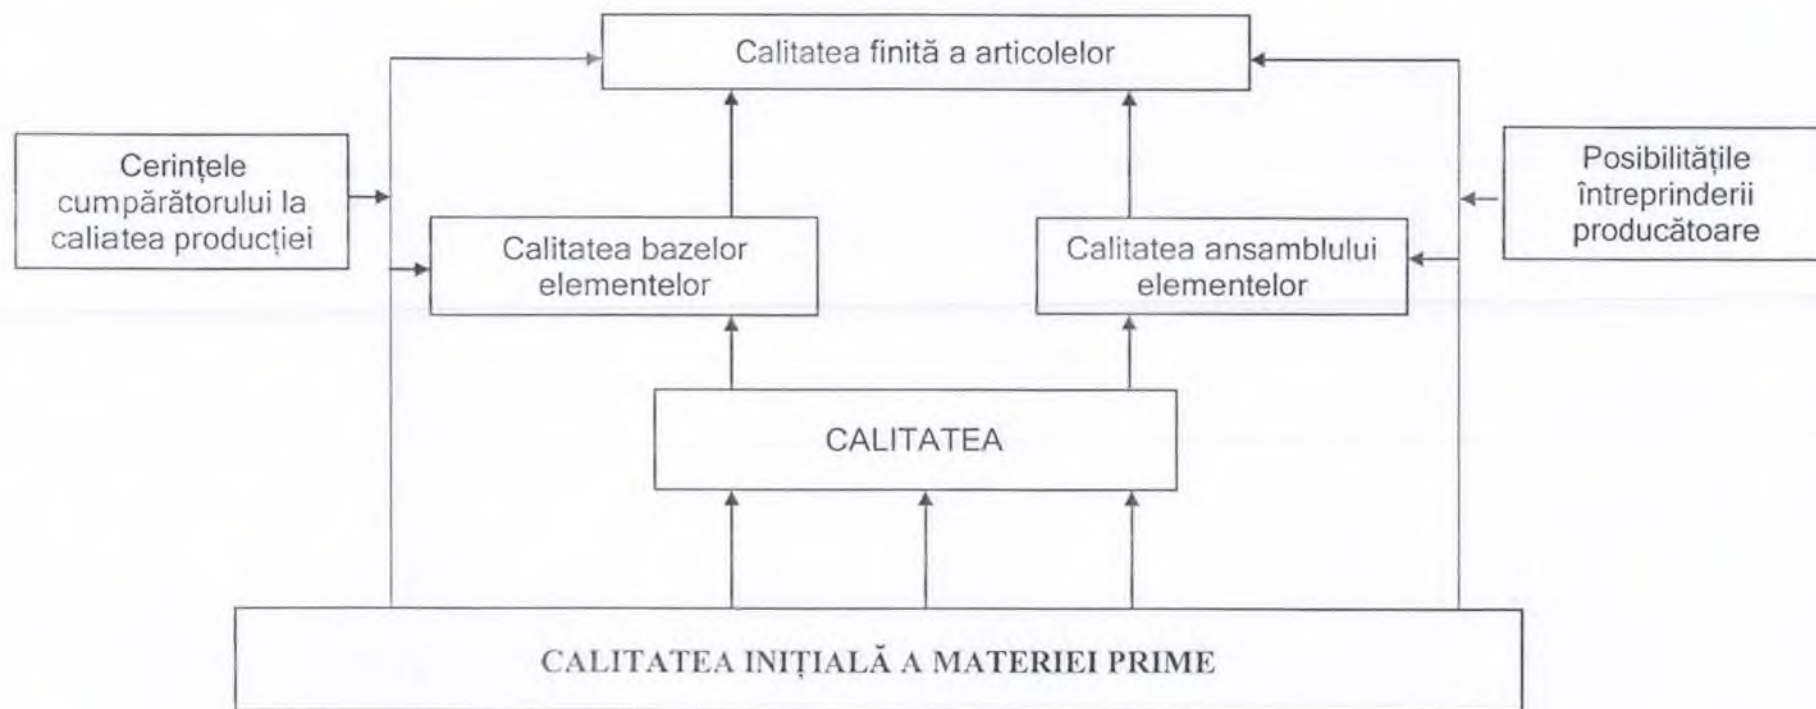 Calitatea finită a articolelor
Cerințele
cumpărătorului la
caliatea producției
Posibilitățile
întreprinderii
producătoare
Calitatea bazelor
elementelor
Calitatea ansamblului
elementelor
CALITATEA
CALITATEA INIȚIALĂ A MATERIEI PRIME